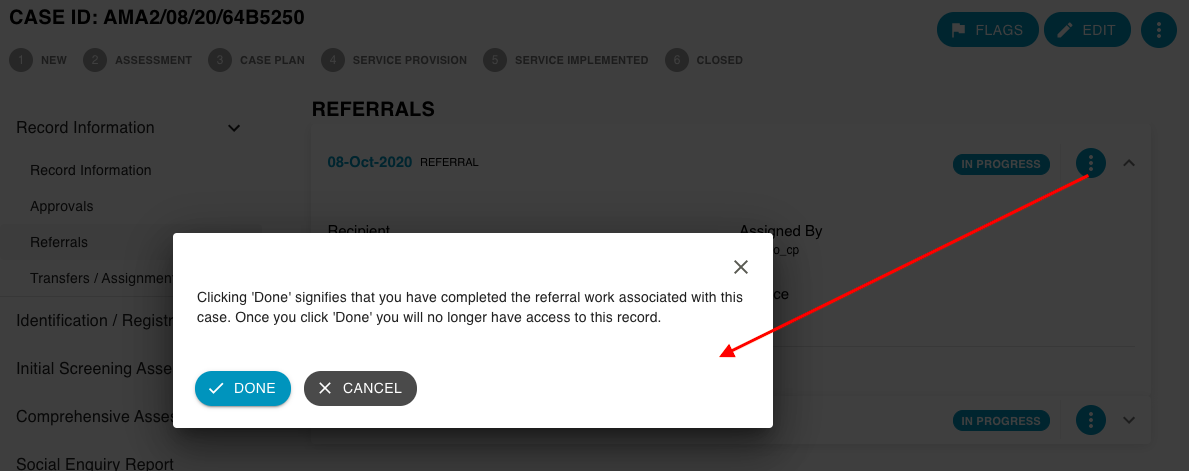 CASE ID: AMA2/08/20/64B5250
FLAGS
EDIT
1 NEW 2 ASSESSMENT 3 CASE PLAN 4 SERVICE PROVISION 5 SERVICE IMPLEMENTED 6 CLOSED
Record Information
Record Information
Approvals
Referrals
Transfers / Assignmen
Identification / Registr
Initial Screening Asse
Comprehensive Asses
Social Enquiry Report
REFERRALS
08-Oct-2020 REFERRAL IN PROGRESS
Recipient Assigned By
o_cp
ce
Clicking 'Done' signifies that you have completed the referral work associated with this
case. Once you click 'Done' you will no longer have access to this record.
DONE CANCEL
IN PROGRESS